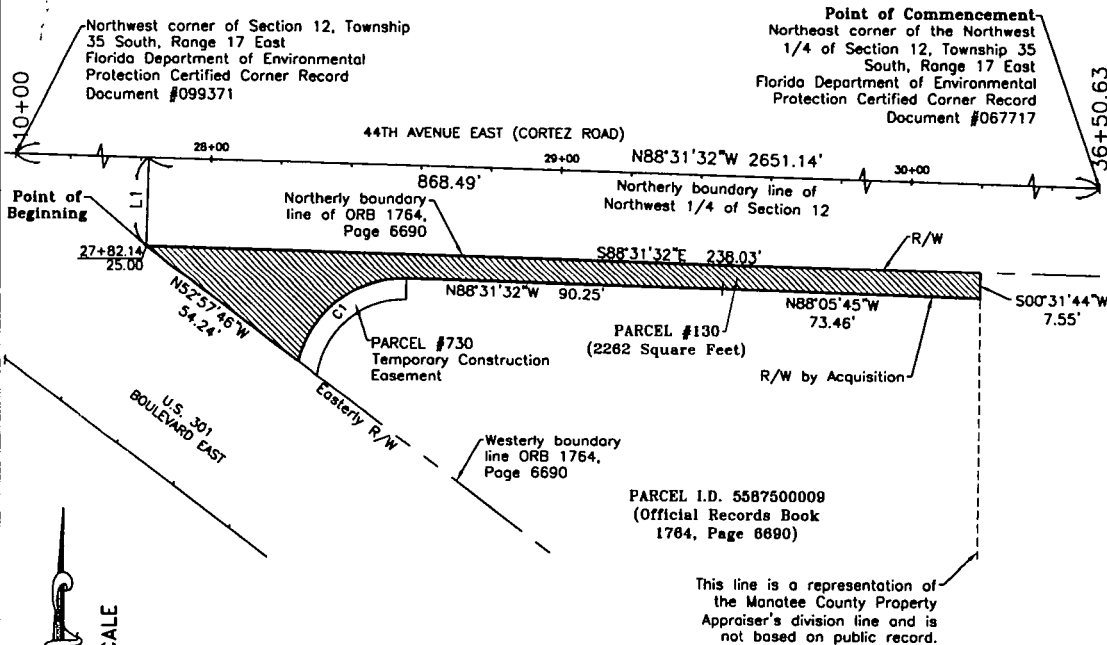 Northwest corner of Section 12, Township
35 South, Range 17 East
Florida Department of Environmental
Protection Certified Corner Record
Document #099371
Point of Commencement
Northeast corner of the Northwest
1/4 of Section 12, Township 35
South, Range 17 East
Florida Department of Environmental
Protection Certified Corner Record
Document #067717
10+00
36+50.63
44TH AVENUE EAST (CORTEZ ROAD)
28+00
29+00
N88°31'32"W 2651.14'
30+00
868.49'
Northerly boundary line of
Northwest 1/4 of Section 12
L1
Point of
Beginning
Northerly boundary
line of ORB 1764,
Page 6690
R/W
27+82.14
25.00
S88°31'32"E 238.03'
N52°57'46"W
54.24'
N88°31'32"W 90.25'
N88°05'45"W
73.46'
S00°31'44"W
7.55'
C1
PARCEL #730
Temporary Construction
Easement
PARCEL #130
(2262 Square Feet)
R/W by Acquisition
Easterly R/W
U.S. 301
BOULEVARD EAST
Westerly boundary
line ORB 1764,
Page 6690
PARCEL I.D. 5587500009
(Official Records Book
1764, Page 6690)
This line is a representation of
the Manatee County Property
Appraiser's division line and is
not based on public record.